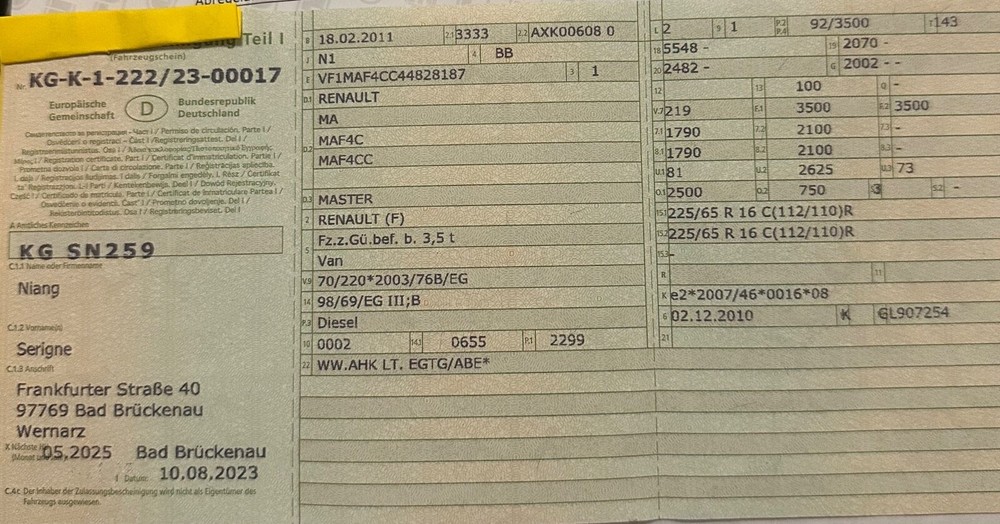 Teil I
(Fahrzeugschein)
Nr. KG-K-1-222/23-00017
Europäische Gemeinschaft
D
Bundesrepublik Deutschland
A Amtliches Kennzeichen
KG SN259
C.1.1 Name oder Firmenname
Niang
C.1.2 Vorname(n)
Serigne
C.1.3 Anschrift
Frankfurter Straße 40
97769 Bad Brückenau
Wernarz
05,2025 Bad Brückenau
I Datum: 10,08,2023
C.4c Der Inhaber der Zulassungsbescheinigung wird nicht als Eigentümer des
Fahrzeugs ausgewiesen.
B 18.02.2011 2.1 3333 2.2 AXK00608 0
J N1 4 BB
E VF1MAF4CC44828187 3 1
D.1 RENAULT
MA
D.2 MAF4C
MAF4CC
D.3 MASTER
2 RENAULT (F)
5 Fz.z.Gü.bef. b. 3,5 t
Van
V.9 70/220*2003/76B/EG
14 98/69/EG III;B
P.3 Diesel
10 0002 14.1 0655 P.1 2299
22 WW.AHK LT. EGTG/ABE*
L 2 9 1 P.2 P.4 92/3500 T 143
18 5548 - 19 2070 -
20 2482 - G 2002 - -
12 13 100 Q -
V.7 219 F.1 3500 F.2 3500
7.1 1790 7.2 2100 7.3 -
8.1 1790 8.2 2100 8.3 -
U.1 81 U.2 2625 U.3 73
O.1 2500 O.2 750 S.2 -
15.1 225/65 R 16 C(112/110)R
15.2 225/65 R 16 C(112/110)R
15.3 -
R 11
K e2*2007/46*0016*08
6 02.12.2010 GL907254
21